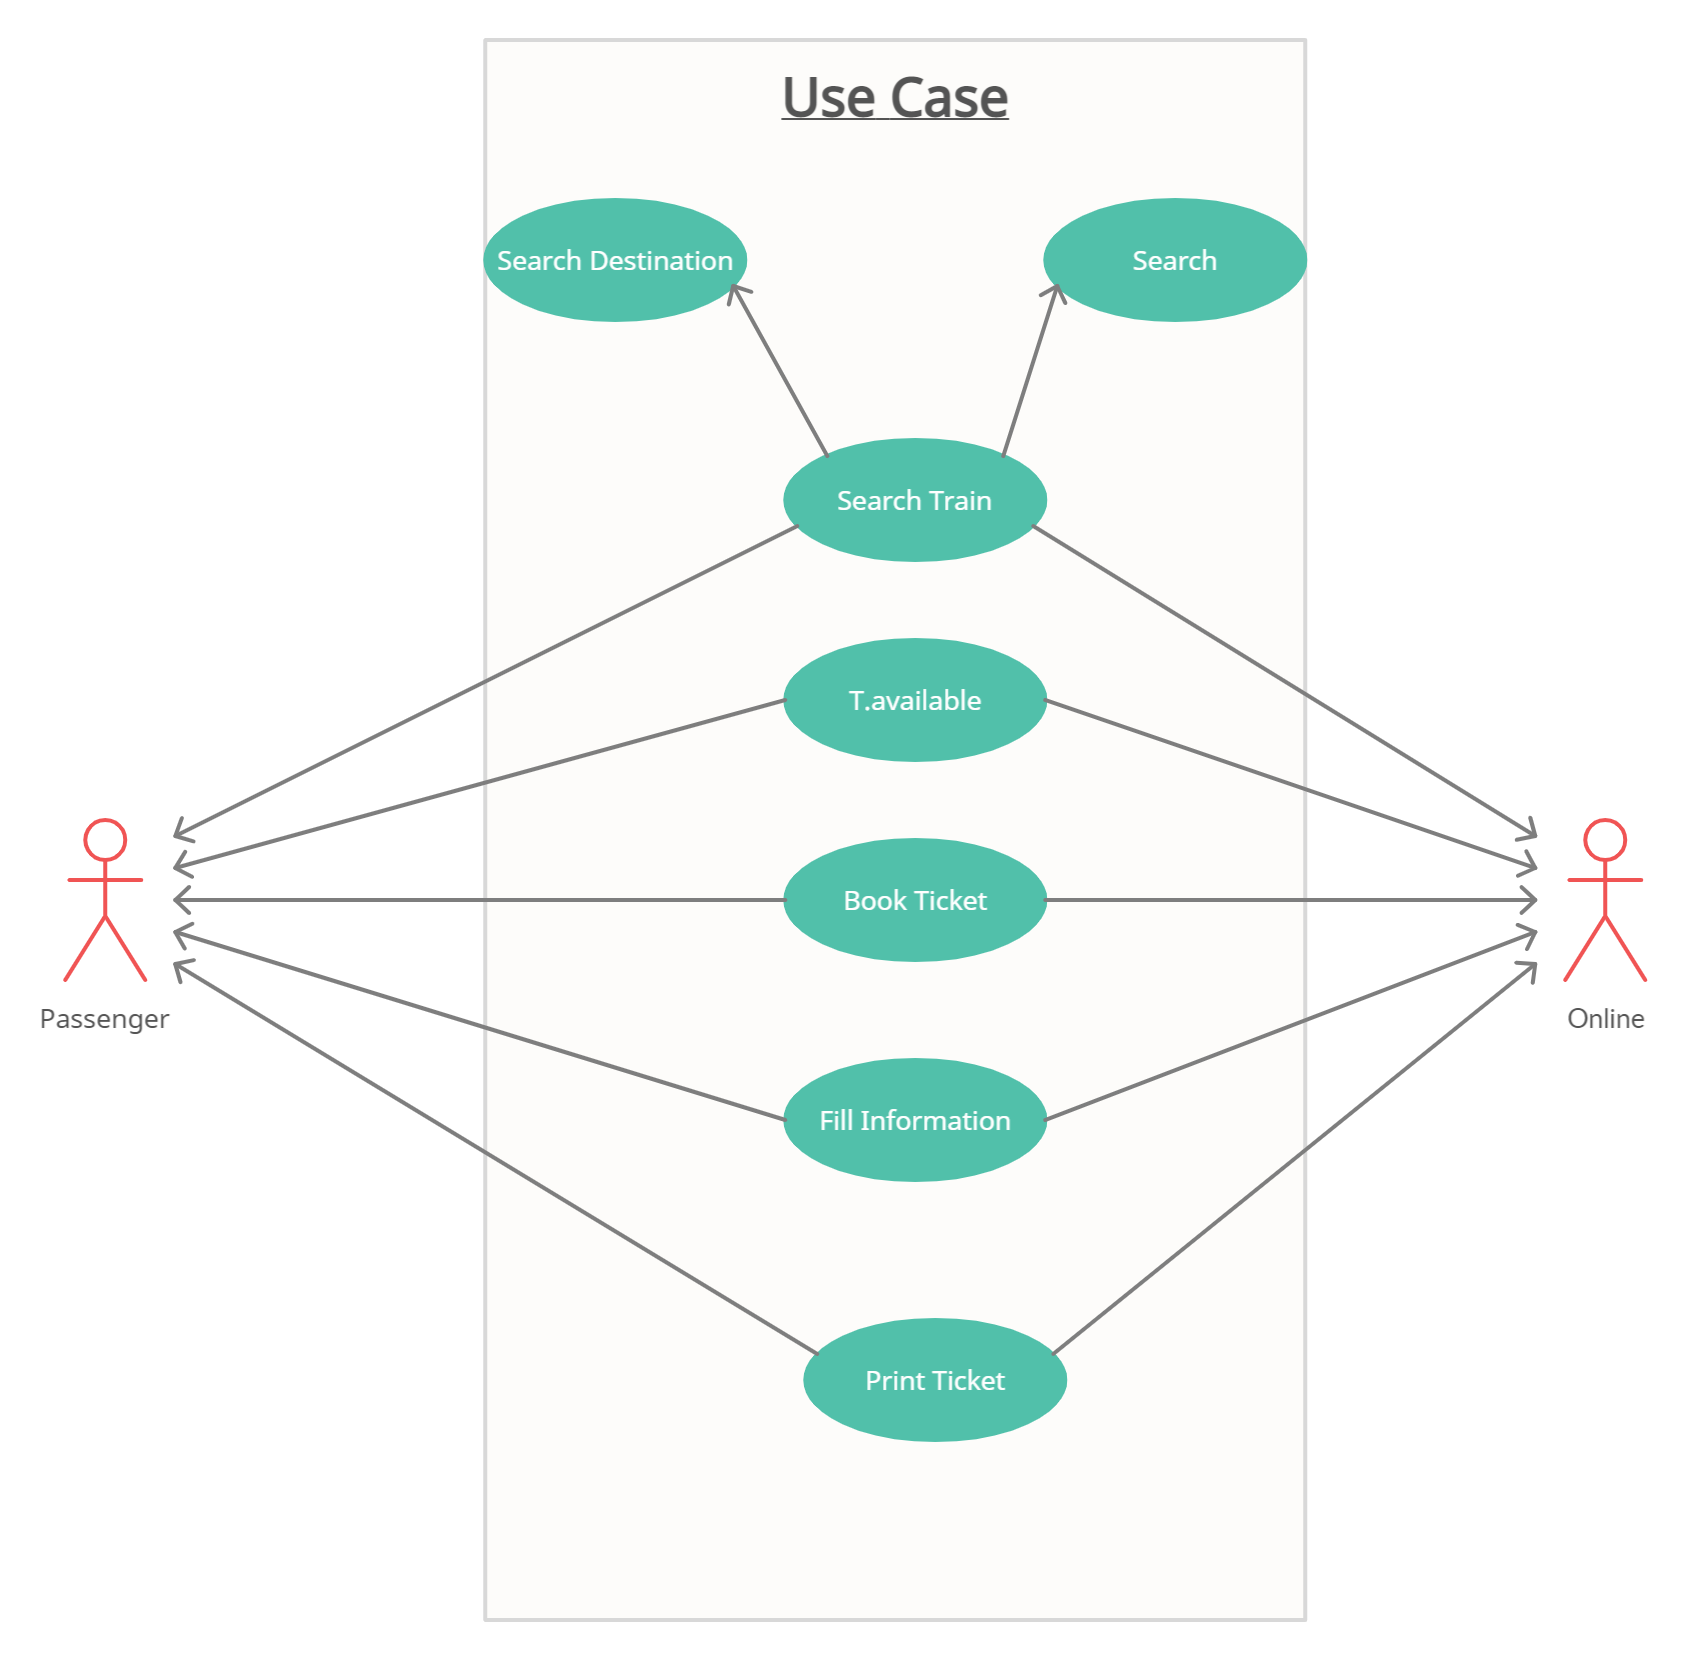 Use Case
Search Destination
Search
Search Train
T.available
Book Ticket
Passenger
Online
Fill Information
Print Ticket